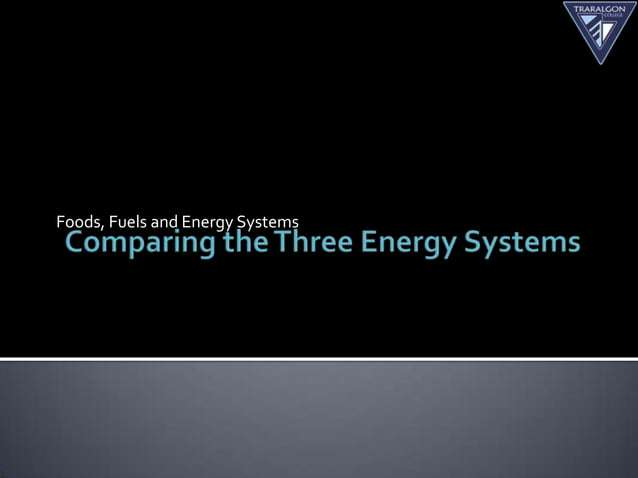 TRARALGON
COLLEGE
Foods, Fuels and Energy Systems
Comparing the Three Energy Systems